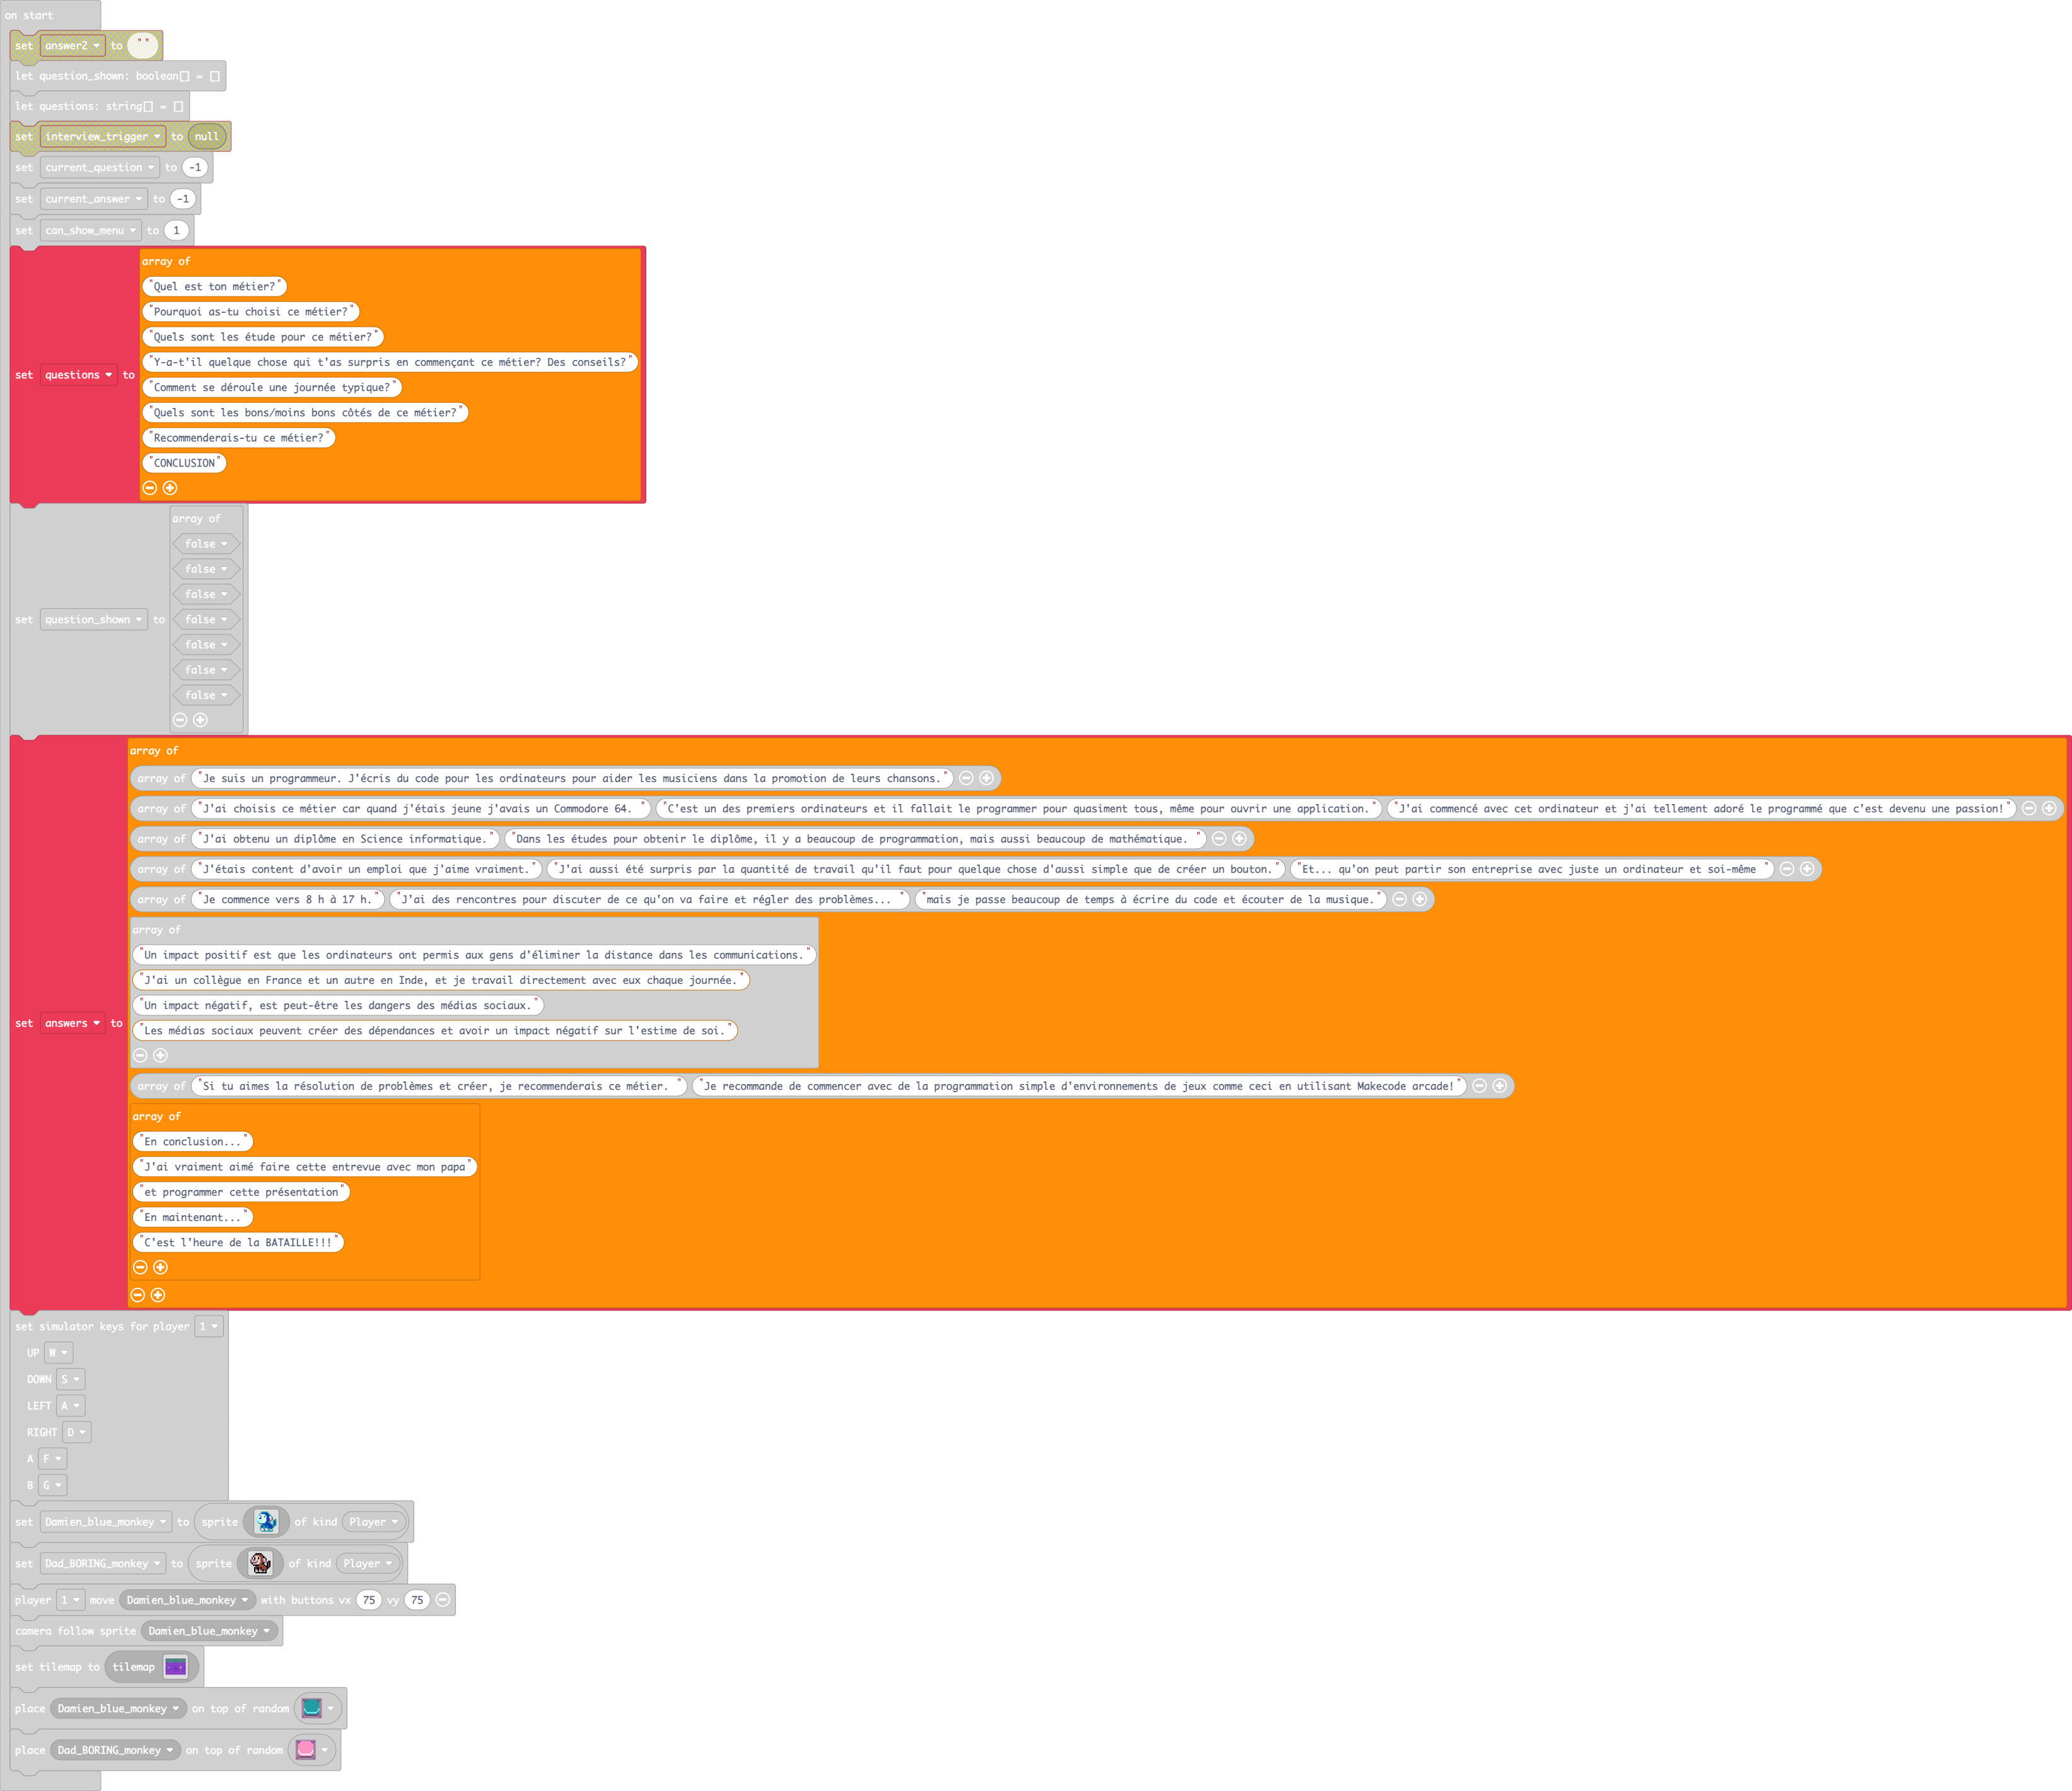 on start
set answer2 to " "
let question_shown: boolean[] = []
let questions: string[] = []
set interview_trigger to null
set current_question to -1
set current_answer to -1
set can_show_menu to 1
array of
"Quel est ton métier?"
"Pourquoi as-tu choisi ce métier?"
"Quels sont les étude pour ce métier?"
"Y-a-t'il quelque chose qui t'as surpris en commençant ce métier? Des conseils?"
set questions to
"Comment se déroule une journée typique?"
"Quels sont les bons/moins bons côtés de ce métier?"
"Recommenderais-tu ce métier?"
"CONCLUSION"
array of
false
false
false
set question_shown to false
false
false
false
array of
array of "Je suis un programmeur. J'écris du code pour les ordinateurs pour aider les musiciens dans la promotion de leurs chansons."
array of "J'ai choisis ce métier car quand j'étais jeune j'avais un Commodore 64. " "C'est un des premiers ordinateurs et il fallait le programmer pour quasiment tous, même pour ouvrir une application." "J'ai commencé avec cet ordinateur et j'ai tellement adoré le programmé que c'est devenu une passion!"
array of "J'ai obtenu un diplôme en Science informatique." "Dans les études pour obtenir le diplôme, il y a beaucoup de programmation, mais aussi beaucoup de mathématique. "
array of "J'étais content d'avoir un emploi que j'aime vraiment." "J'ai aussi été surpris par la quantité de travail qu'il faut pour quelque chose d'aussi simple que de créer un bouton." "Et... qu'on peut partir son entreprise avec juste un ordinateur et soi-même "
array of "Je commence vers 8 h à 17 h." "J'ai des rencontres pour discuter de ce qu'on va faire et régler des problèmes... " "mais je passe beaucoup de temps à écrire du code et écouter de la musique."
array of
"Un impact positif est que les ordinateurs ont permis aux gens d'éliminer la distance dans les communications."
"J'ai un collègue en France et un autre en Inde, et je travail directement avec eux chaque journée."
"Un impact négatif, est peut-être les dangers des médias sociaux."
set answers to
"Les médias sociaux peuvent créer des dépendances et avoir un impact négatif sur l'estime de soi."
array of "Si tu aimes la résolution de problèmes et créer, je recommenderais ce métier. " "Je recommande de commencer avec de la programmation simple d'environnements de jeux comme ceci en utilisant Makecode arcade!"
array of
"En conclusion..."
"J'ai vraiment aimé faire cette entrevue avec mon papa"
"et programmer cette présentation"
"En maintenant..."
"C'est l'heure de la BATAILLE!!!"
set simulator keys for player 1
UP W
DOWN S
LEFT A
RIGHT D
A F
B G
set Damien_blue_monkey to sprite of kind Player
set Dad_BORING_monkey to sprite of kind Player
player 1 move Damien_blue_monkey with buttons vx 75 vy 75
camera follow sprite Damien_blue_monkey
set tilemap to tilemap
place Damien_blue_monkey on top of random
place Dad_BORING_monkey on top of random